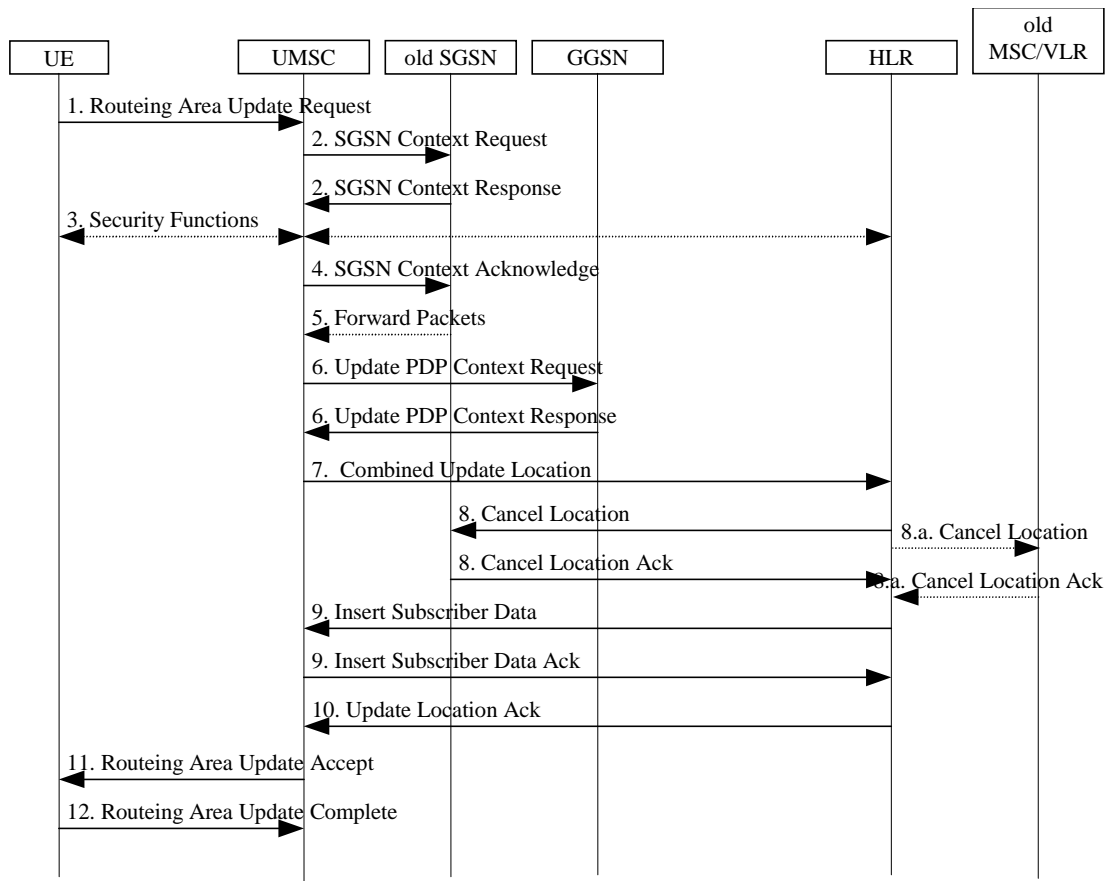 old
MSC/VLR
UE
UMSC
old SGSN
GGSN
HLR
1. Routeing Area Update Request
2. SGSN Context Request
2. SGSN Context Response
3. Security Functions
4. SGSN Context Acknowledge
5. Forward Packets
6. Update PDP Context Request
6. Update PDP Context Response
7. Combined Update Location
8. Cancel Location
8.a. Cancel Location
8. Cancel Location Ack
8.a. Cancel Location Ack
9. Insert Subscriber Data
9. Insert Subscriber Data Ack
10. Update Location Ack
11. Routeing Area Update Accept
12. Routeing Area Update Complete